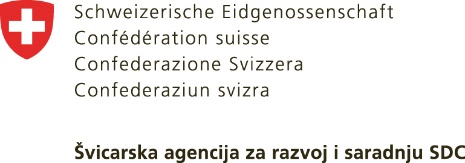 Schweizerische Eidgenossenschaft
Confédération suisse
Confederazione Svizzera
Confederaziun svizra
Švicarska agencija za razvoj i saradnju SDC